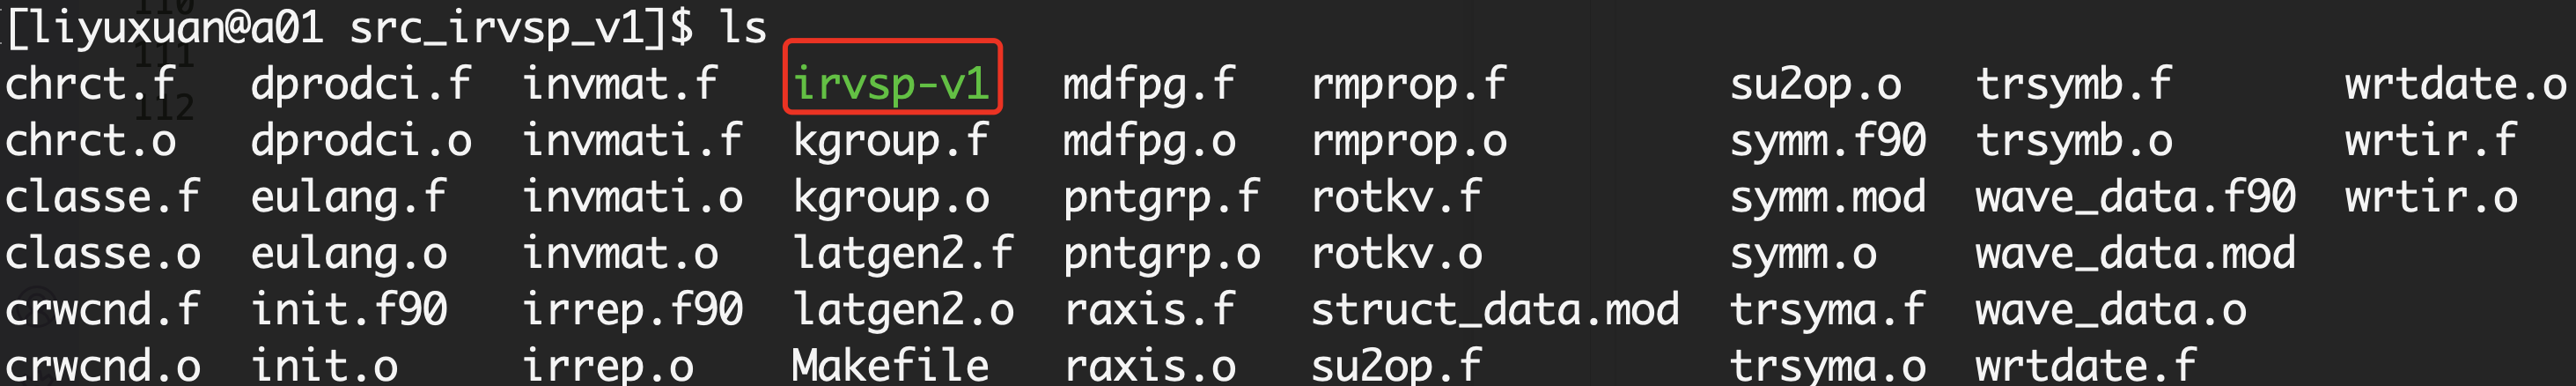 [liyuxuan@a01 src_irvsp_v1]$ ls
chrct.f dprodci.f invmat.f irvsp-v1 mdfpg.f rmprop.f su2op.o trsymb.f wrtdate.o
chrct.o dprodci.o invmati.f kgroup.f mdfpg.o rmprop.o symm.f90 trsymb.o wrtir.f
classe.f eulang.f invmati.o kgroup.o pntgrp.f rotkv.f symm.mod wave_data.f90 wrtir.o
classe.o eulang.o invmat.o latgen2.f pntgrp.o rotkv.o symm.o wave_data.mod
crwcnd.f init.f90 irrep.f90 latgen2.o raxis.f struct_data.mod trsyma.f wave_data.o
crwcnd.o init.o irrep.o Makefile raxis.o su2op.f trsyma.o wrtdate.f
110
111
112